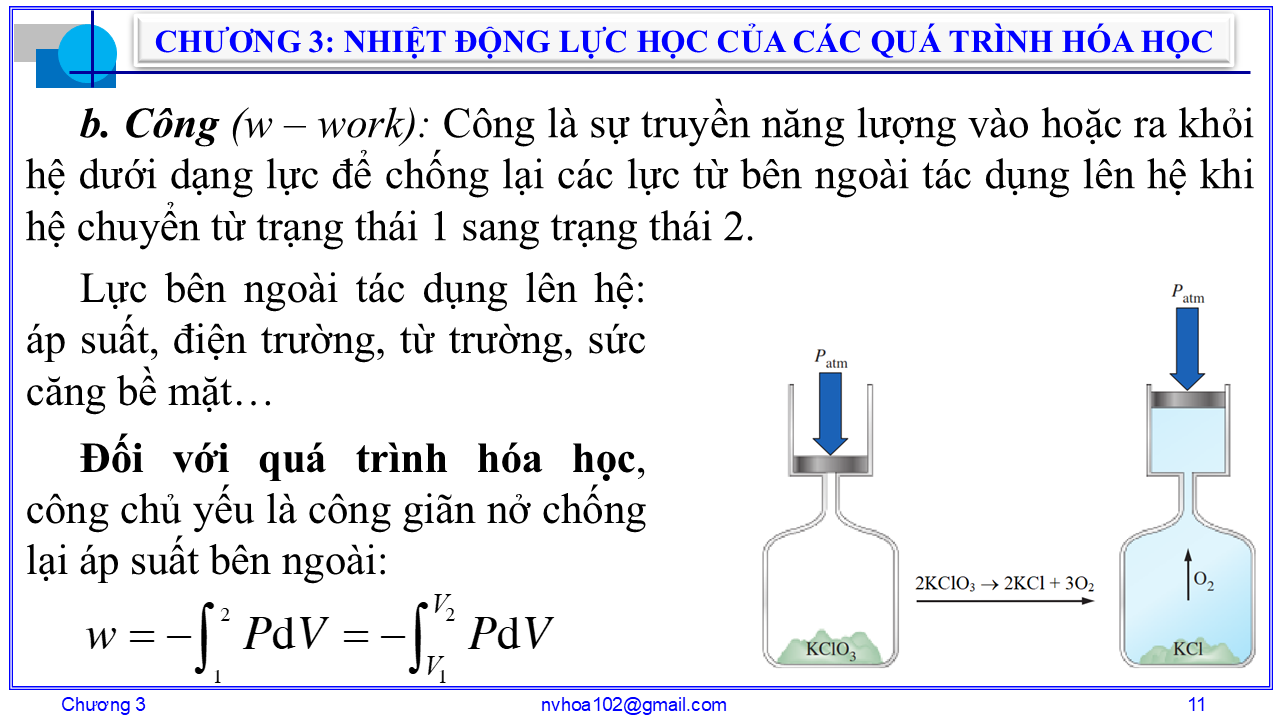 CHƯƠNG 3: NHIỆT ĐỘNG LỰC HỌC CỦA CÁC QUÁ TRÌNH HÓA HỌC
b. Công (w – work): Công là sự truyền năng lượng vào hoặc ra khỏi
hệ dưới dạng lực để chống lại các lực từ bên ngoài tác dụng lên hệ khi
hệ chuyển từ trạng thái 1 sang trạng thái 2.
Lực bên ngoài tác dụng lên hệ:
áp suất, điện trường, từ trường, sức
căng bề mặt…
Đối với quá trình hóa học,
công chủ yếu là công giãn nở chống
lại áp suất bên ngoài:
w = −∫₁² PdV = −∫_{V₁}^{V₂} PdV
P_atm
P_atm
2KClO₃ → 2KCl + 3O₂
O₂
KClO₃
KCl
Chương 3
nvhoa102@gmail.com
11